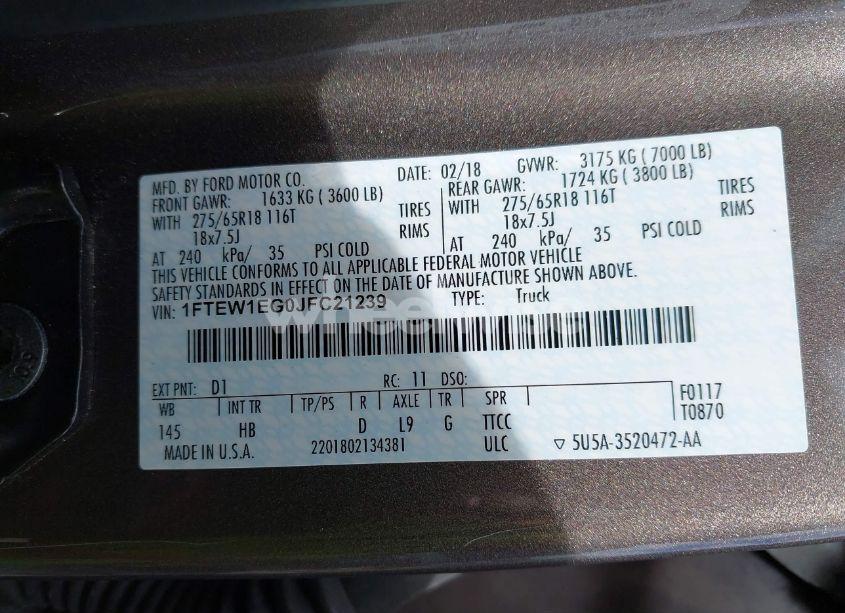 MFD. BY FORD MOTOR CO. DATE: 02/18 GVWR: 3175 KG ( 7000 LB)
FRONT GAWR: 1633 KG ( 3600 LB) REAR GAWR: 1724 KG ( 3800 LB)
WITH 275/65R18 116T TIRES WITH 275/65R18 116T TIRES
18x7.5J RIMS 18x7.5J RIMS
AT 240 kPa/ 35 PSI COLD AT 240 kPa/ 35 PSI COLD
THIS VEHICLE CONFORMS TO ALL APPLICABLE FEDERAL MOTOR VEHICLE
SAFETY STANDARDS IN EFFECT ON THE DATE OF MANUFACTURE SHOWN ABOVE.
VIN: 1FTEW1EG0JFC21239 TYPE: Truck
EXT PNT: D1 RC: 11 DSO:
WB INT TR TP/PS R AXLE TR SPR F0117
145 HB D L9 G TTCC T0870
MADE IN U.S.A. 2201802134381 ULC ▽ 5U5A-3520472-AA